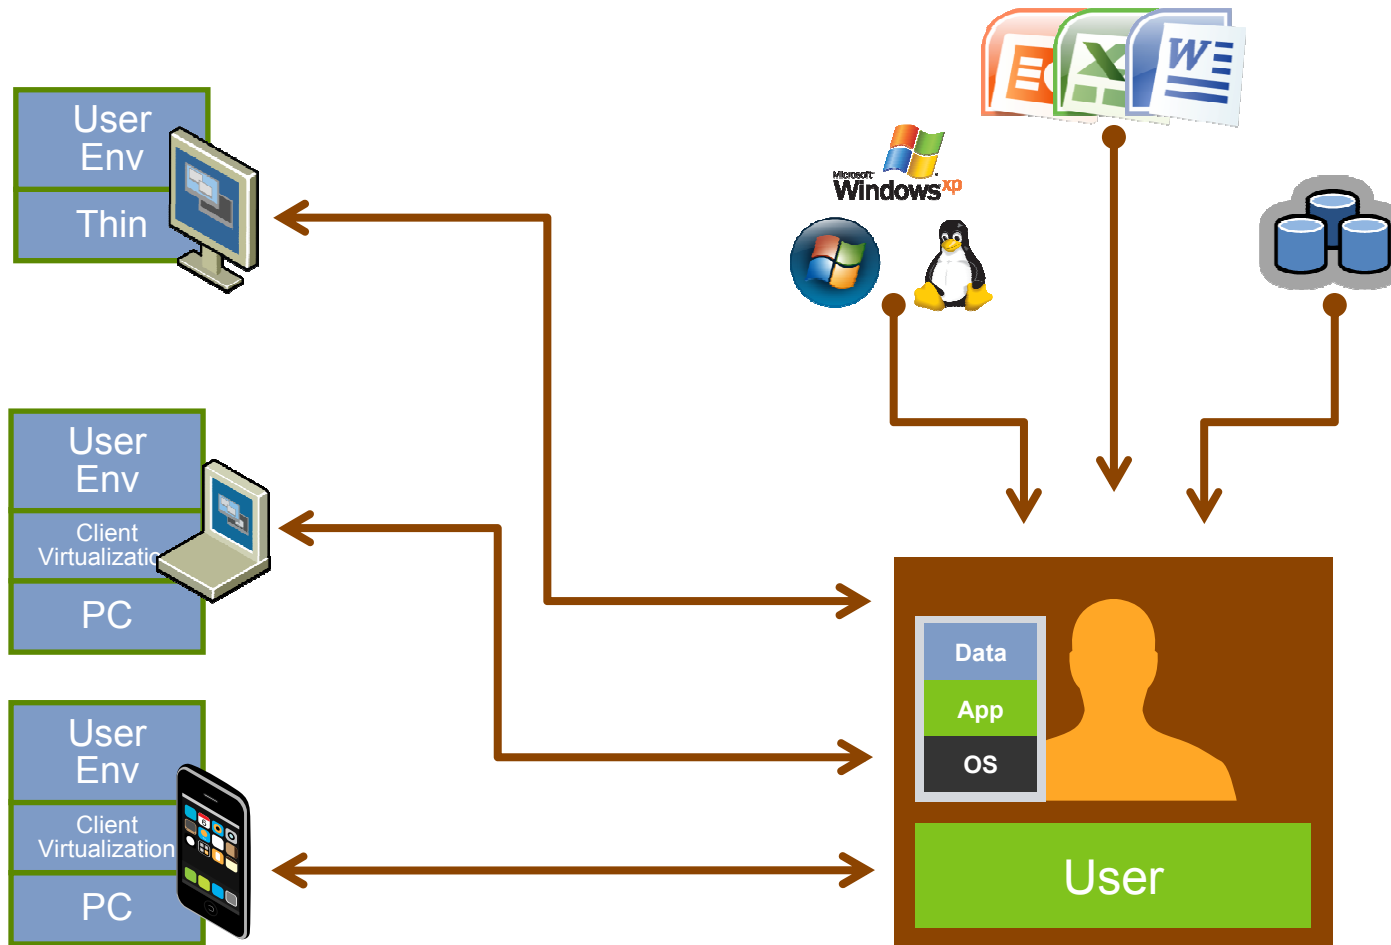 User
Env
Thin
Microsoft
Windows xp
W
User
Env
Client
Virtualizatio
PC
User
Env
Client
Virtualization
PC
Data
App
OS
User